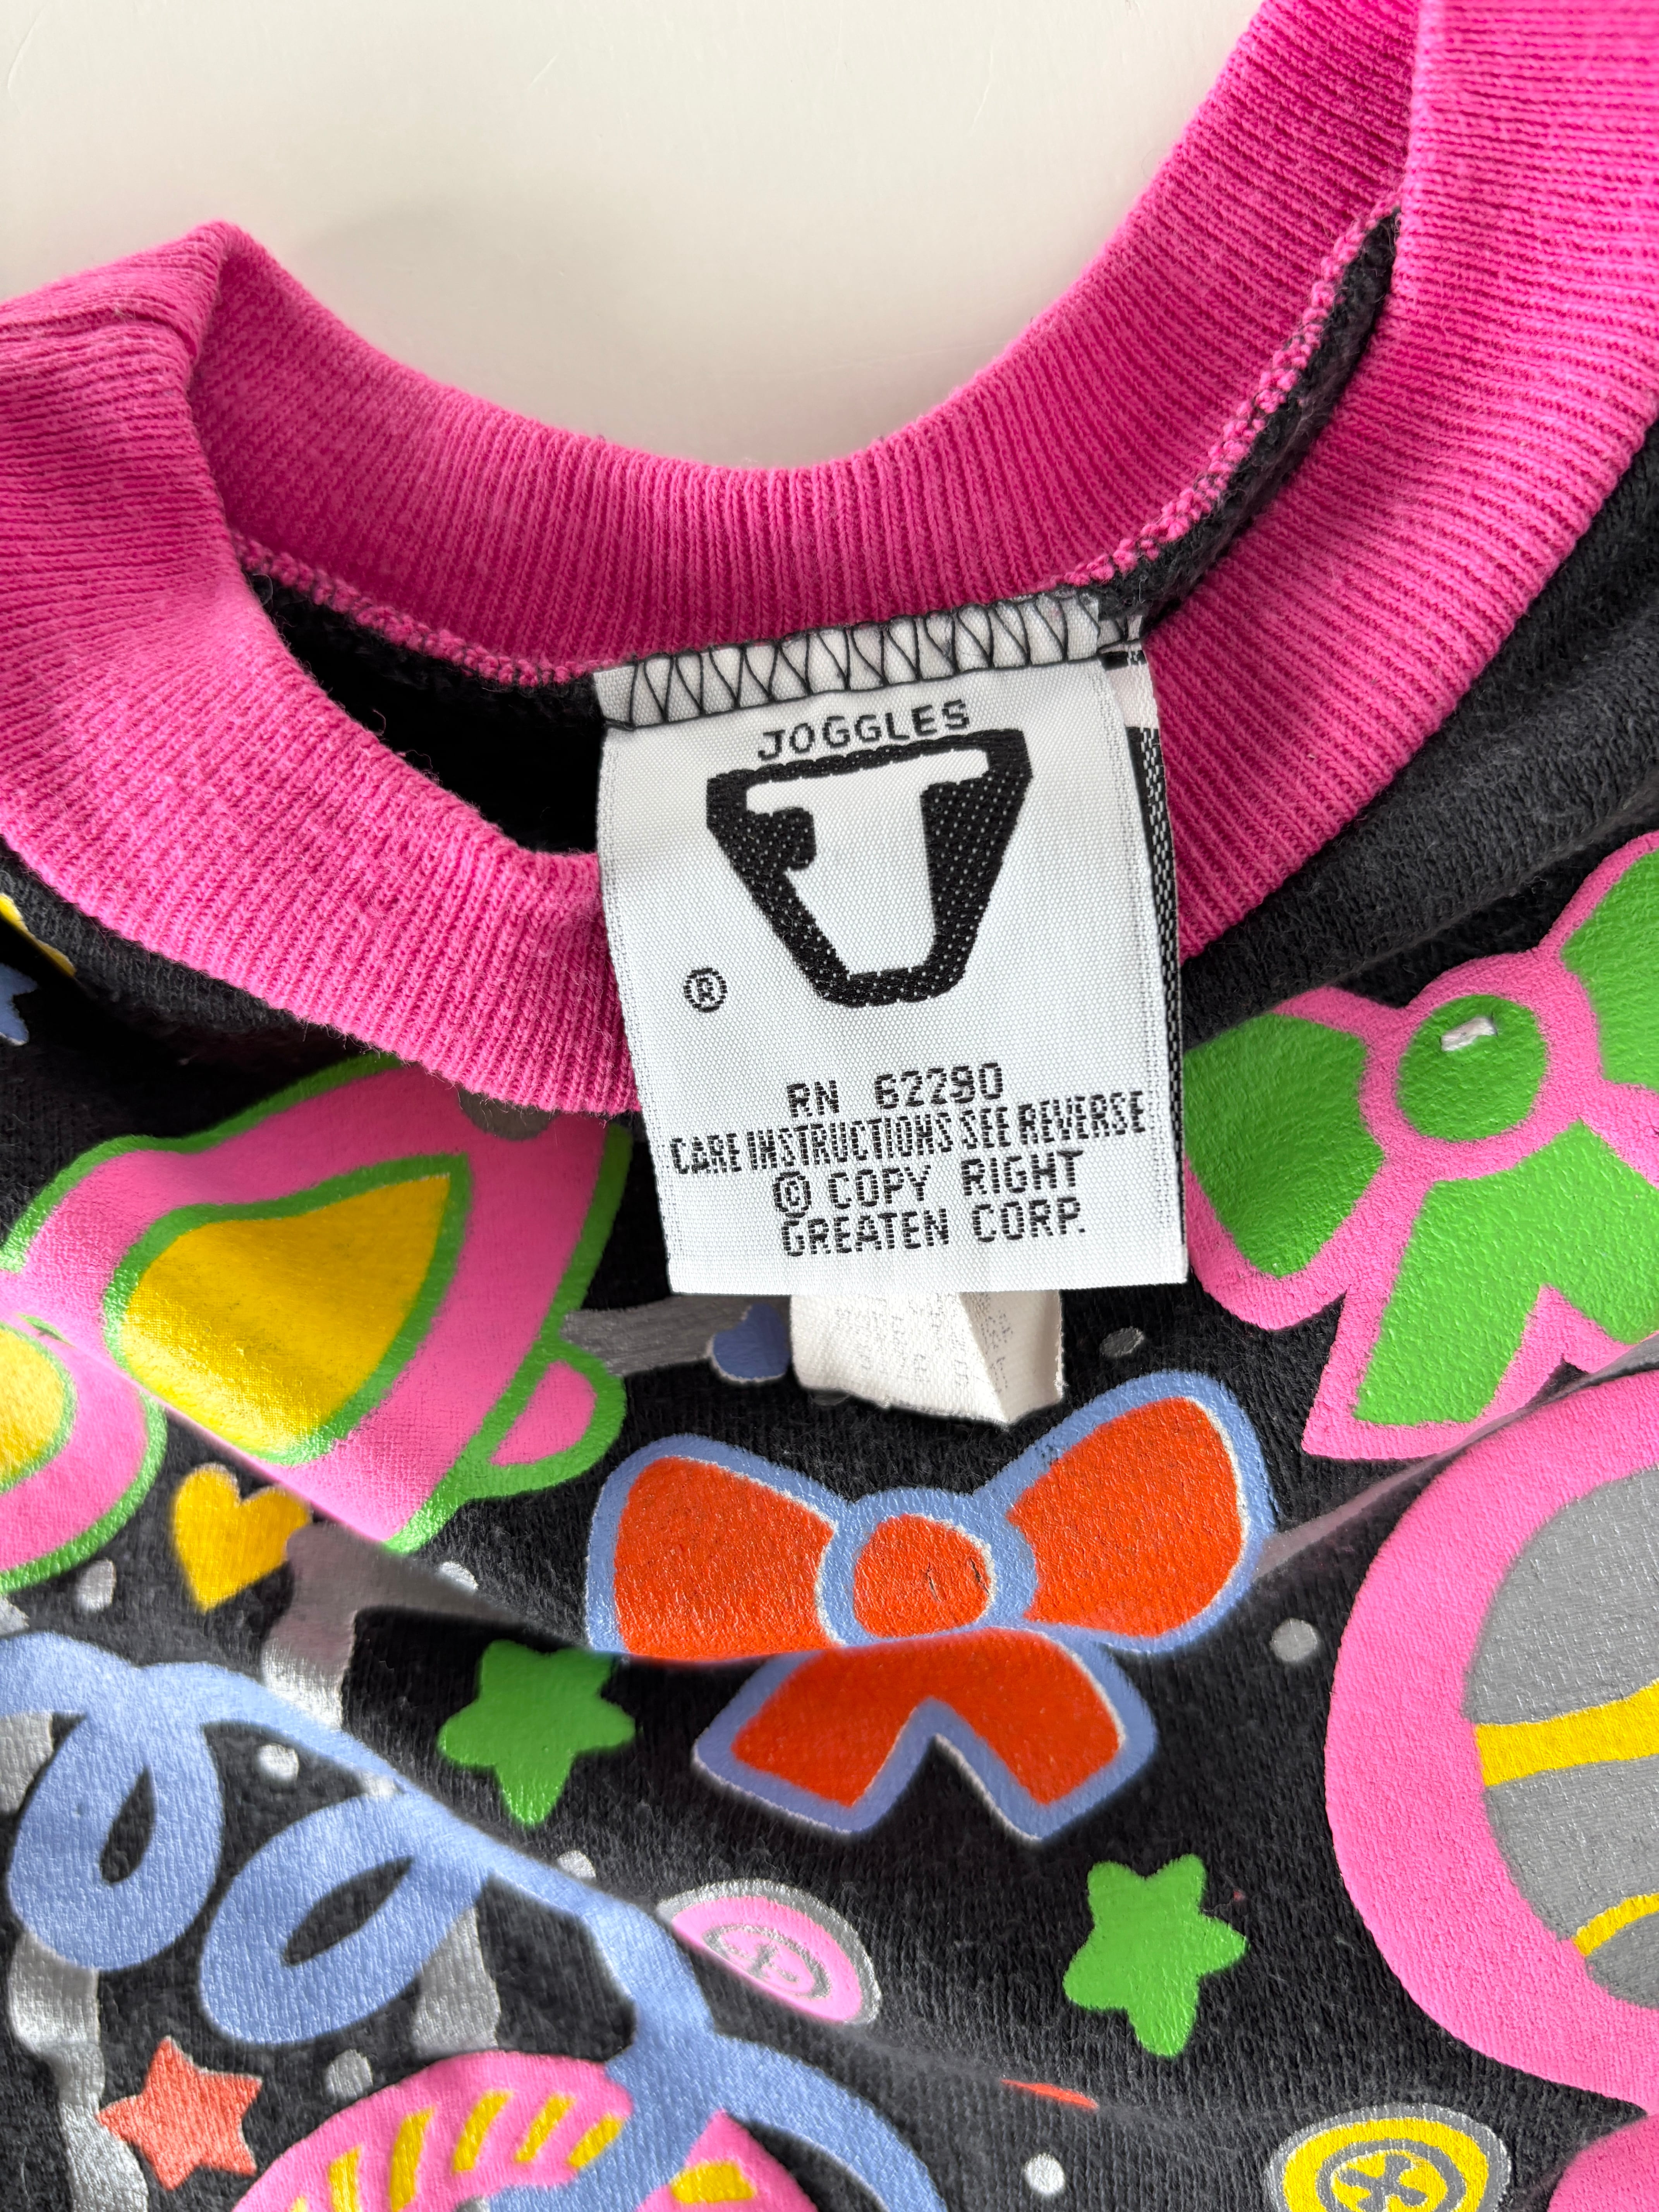 JOGGLES
J
®
RN 62290
CARE INSTRUCTIONS SEE REVERSE
© COPY RIGHT
GREATEN CORP.